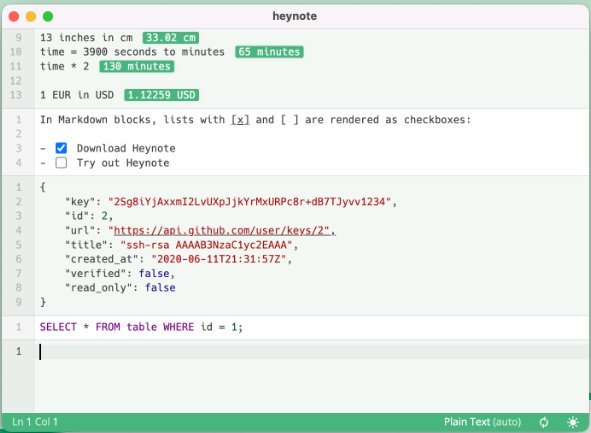 heynote
9 13 inches in cm 33.02 cm
10 time = 3900 seconds to minutes 65 minutes
11 time * 2 130 minutes
12
13 1 EUR in USD 1.12259 USD
1 In Markdown blocks, lists with [x] and [ ] are rendered as checkboxes:
2
3 - Download Heynote
4 - Try out Heynote
1 {
2 "key": "2Sg8iYjAxxmI2LvUXpJjkYrMxURPc8r+dB7TJyvv1234",
3 "id": 2,
4 "url": "https://api.github.com/user/keys/2",
5 "title": "ssh-rsa AAAAB3NzaC1yc2EAAA",
6 "created_at": "2020-06-11T21:31:57Z",
7 "verified": false,
8 "read_only": false
9 }
1 SELECT * FROM table WHERE id = 1;
1
Ln 1 Col 1 Plain Text (auto)